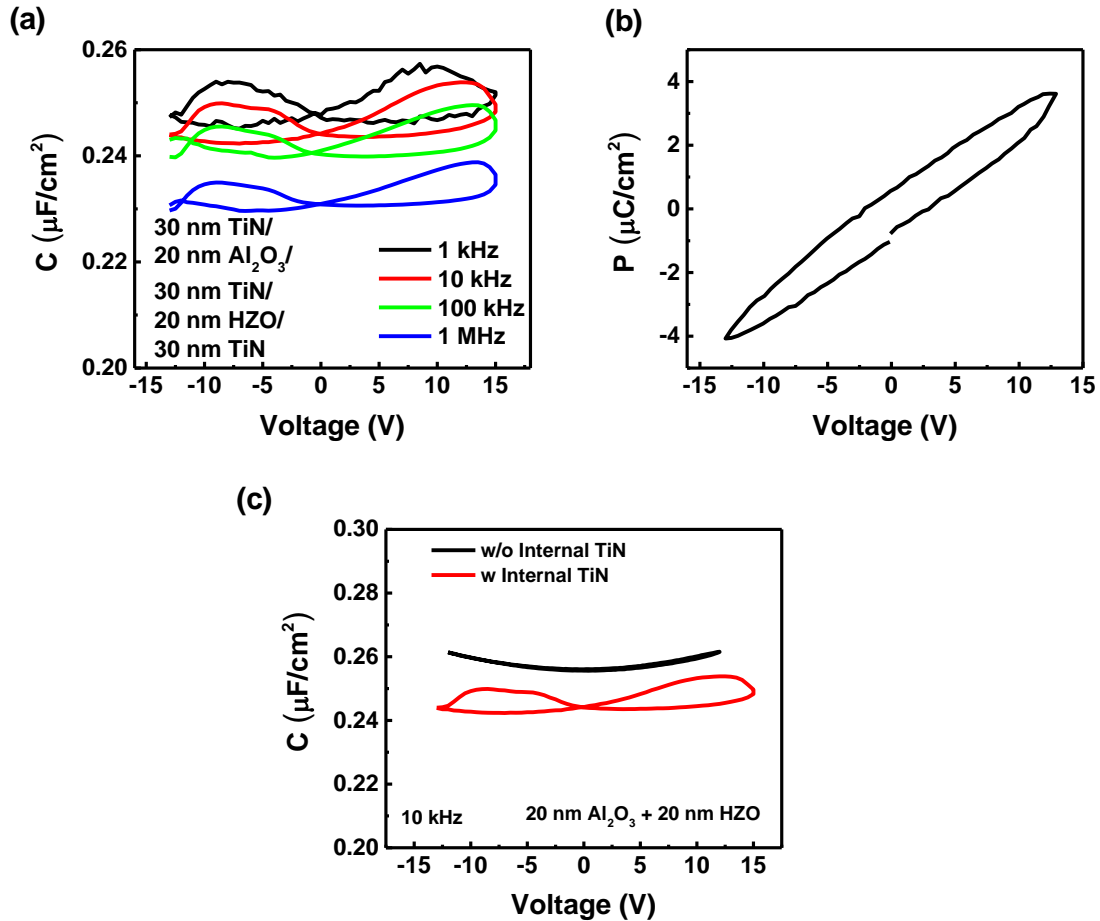 (a)
0.26
0.24
0.22
0.20
C (μF/cm²)
30 nm TiN/
20 nm Al₂O₃/
30 nm TiN/
20 nm HZO/
30 nm TiN
1 kHz
10 kHz
100 kHz
1 MHz
-15 -10 -5 0 5 10 15
Voltage (V)
(b)
4
2
0
-2
-4
P (μC/cm²)
-15 -10 -5 0 5 10 15
Voltage (V)
(c)
0.30
0.28
0.26
0.24
0.22
0.20
C (μF/cm²)
w/o Internal TiN
w Internal TiN
10 kHz
20 nm Al₂O₃ + 20 nm HZO
-15 -10 -5 0 5 10 15
Voltage (V)